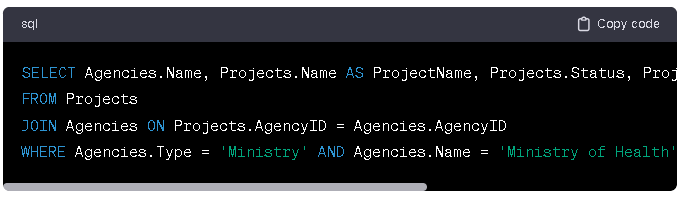 sql
Copy code
SELECT Agencies.Name, Projects.Name AS ProjectName, Projects.Status, Proj
FROM Projects
JOIN Agencies ON Projects.AgencyID = Agencies.AgencyID
WHERE Agencies.Type = 'Ministry' AND Agencies.Name = 'Ministry of Health'